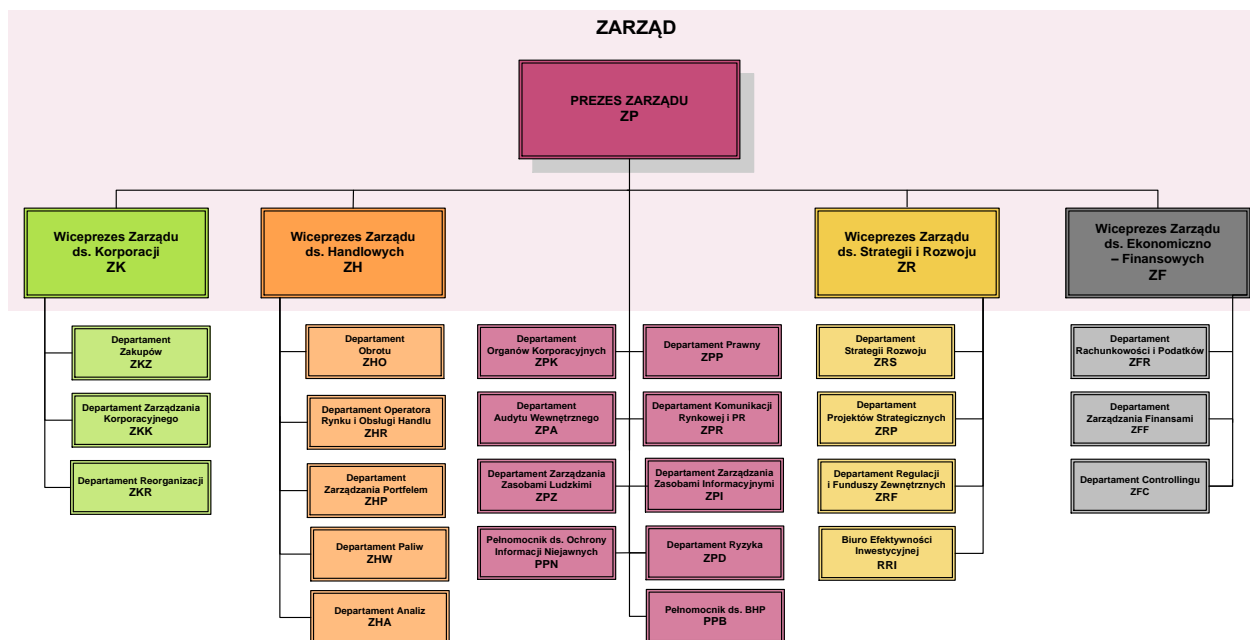 ZARZĄD
PREZES ZARZĄDU
ZP
Wiceprezes Zarządu
ds. Korporacji
ZK
Wiceprezes Zarządu
ds. Handlowych
ZH
Wiceprezes Zarządu
ds. Strategii i Rozwoju
ZR
Wiceprezes Zarządu
ds. Ekonomiczno
– Finansowych
ZF
Departament
Zakupów
ZKZ
Departament Zarządzania
Korporacyjnego
ZKK
Departament Reorganizacji
ZKR
Departament
Obrotu
ZHO
Departament Operatora
Rynku i Obsługi Handlu
ZHR
Departament
Zarządzania Portfelem
ZHP
Departament Paliw
ZHW
Departament Analiz
ZHA
Departament
Organów Korporacyjnych
ZPK
Departament
Audytu Wewnętrznego
ZPA
Departament Zarządzania
Zasobami Ludzkimi
ZPZ
Pełnomocnik ds. Ochrony
Informacji Niejawnych
PPN
Departament Prawny
ZPP
Departament Komunikacji
Rynkowej i PR
ZPR
Departament Zarządzania
Zasobami Informacyjnymi
ZPI
Departament Ryzyka
ZPD
Pełnomocnik ds. BHP
PPB
Departament
Strategii Rozwoju
ZRS
Departament
Projektów Strategicznych
ZRP
Departament Regulacji
i Funduszy Zewnętrznych
ZRF
Biuro Efektywności
Inwestycyjnej
RRI
Departament
Rachunkowości i Podatków
ZFR
Departament
Zarządzania Finansami
ZFF
Departament Controllingu
ZFC